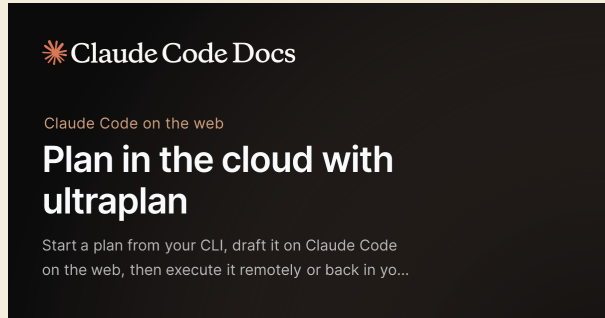 Claude Code Docs
Claude Code on the web
Plan in the cloud with
ultraplan
Start a plan from your CLI, draft it on Claude Code
on the web, then execute it remotely or back in yo...